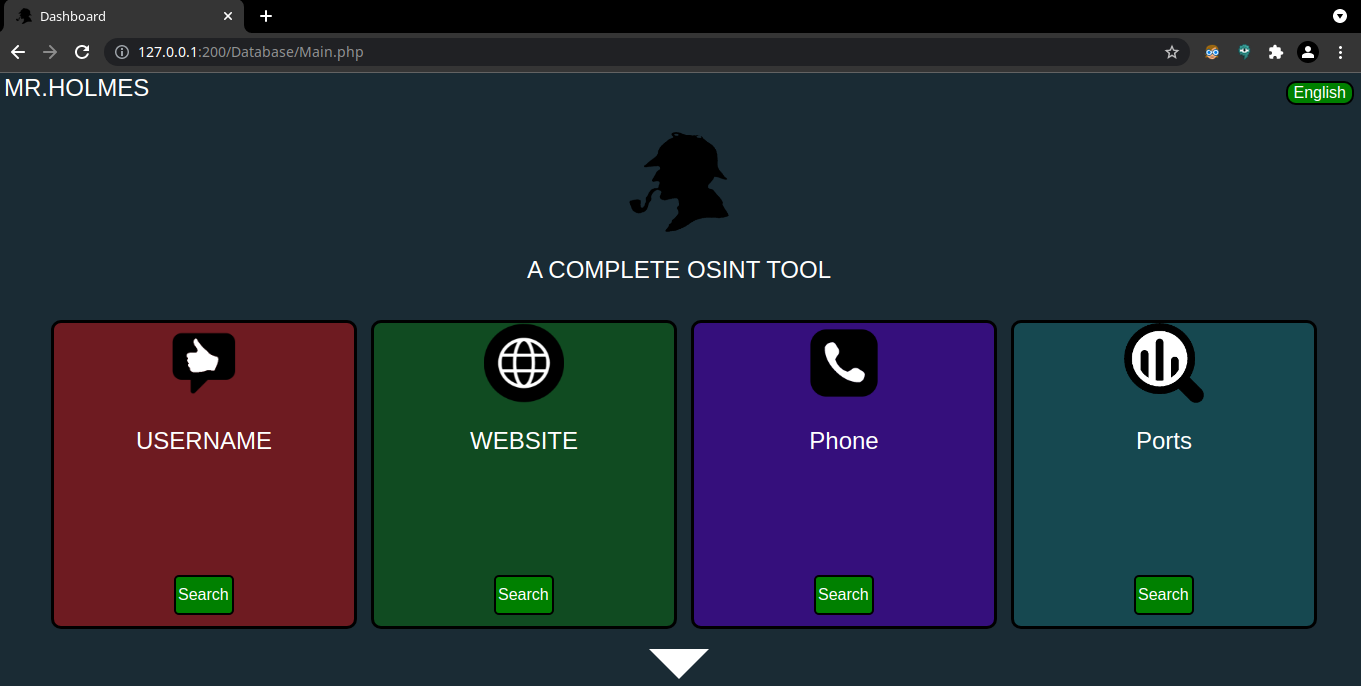 Dashboard
127.0.0.1:200/Database/Main.php
MR.HOLMES
English
A COMPLETE OSINT TOOL
USERNAME
WEBSITE
Phone
Ports
Search
Search
Search
Search